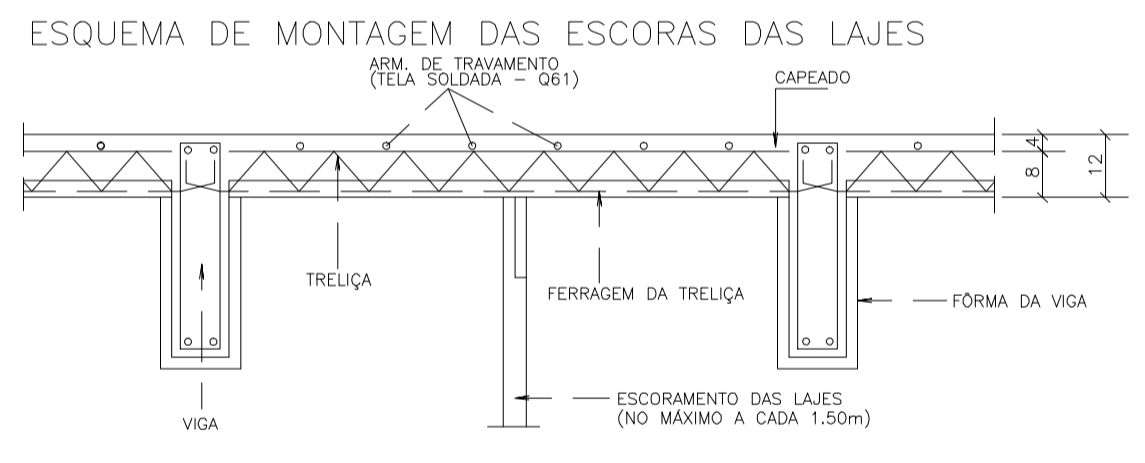 ESQUEMA DE MONTAGEM DAS ESCORAS DAS LAJES
ARM. DE TRAVAMENTO
(TELA SOLDADA - Q61)
CAPEADO
4
8
12
TRELIÇA
FERRAGEM DA TRELIÇA
FÔRMA DA VIGA
ESCORAMENTO DAS LAJES
(NO MÁXIMO A CADA 1.50m)
VIGA